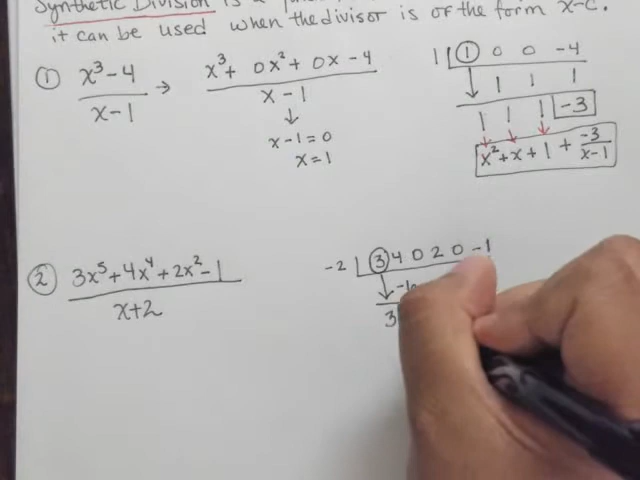 Synthetic Division is a
it can be used when the divisor is of the form x-c.
① x³-4 / x-1 → x³+ 0x²+ 0x -4 / x-1
↓
x-1=0
x=1
1 | 1 0 0 -4
↓ 1 1 1
1 1 1 -3
x²+x+1 + -3/x-1
② 3x⁵+4x⁴+2x²-1 / x+2
-2 | 3 4 0 2 0 -1
↓ -6
3